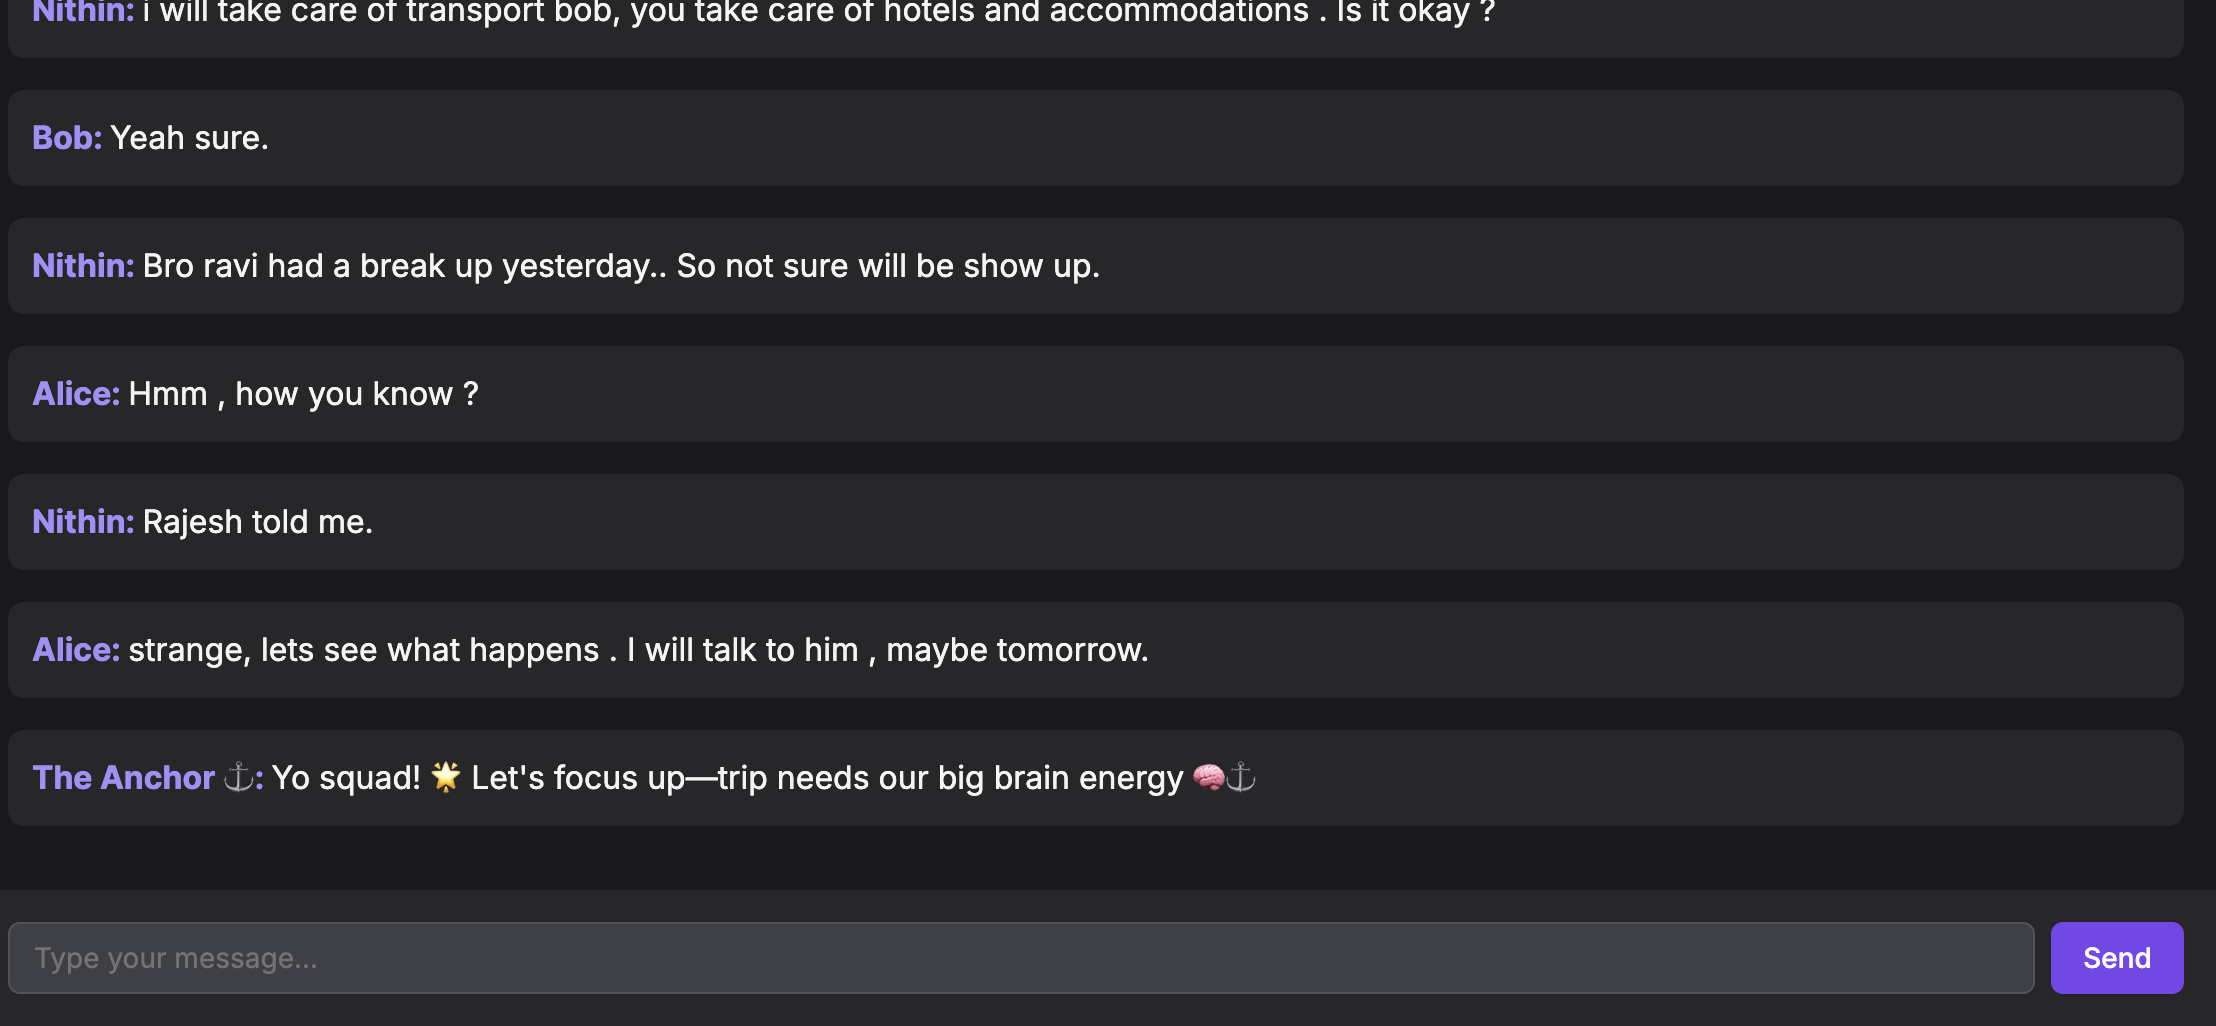 Nithin: i will take care of transport bob, you take care of hotels and accommodations . Is it okay ?
Bob: Yeah sure.
Nithin: Bro ravi had a break up yesterday.. So not sure will be show up.
Alice: Hmm , how you know ?
Nithin: Rajesh told me.
Alice: strange, lets see what happens . I will talk to him , maybe tomorrow.
The Anchor ⚓: Yo squad! 🌟 Let's focus up—trip needs our big brain energy 🧠⚓
Type your message...
Send